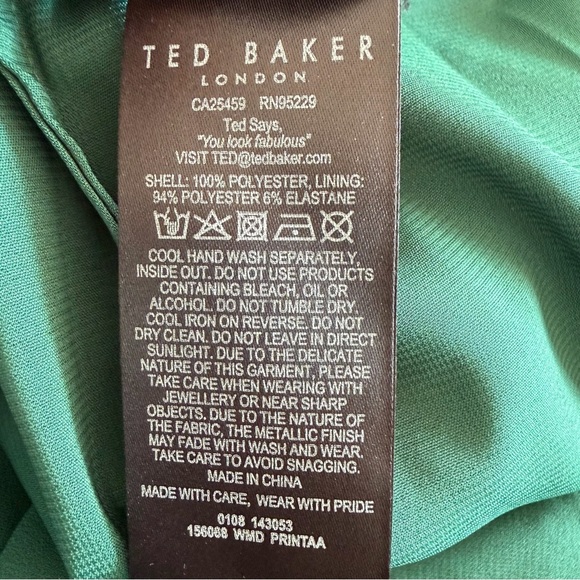 TED BAKER
LONDON
CA25459 RN95229
Ted Says,
"You look fabulous"
VISIT TED@tedbaker.com
SHELL: 100% POLYESTER, LINING:
94% POLYESTER 6% ELASTANE
COOL HAND WASH SEPARATELY,
INSIDE OUT. DO NOT USE PRODUCTS
CONTAINING BLEACH, OIL OR
ALCOHOL. DO NOT TUMBLE DRY.
COOL IRON ON REVERSE. DO NOT
DRY CLEAN. DO NOT LEAVE IN DIRECT
SUNLIGHT. DUE TO THE DELICATE
NATURE OF THIS GARMENT, PLEASE
TAKE CARE WHEN WEARING WITH
JEWELLERY OR NEAR SHARP
OBJECTS. DUE TO THE NATURE OF
THE FABRIC, THE METALLIC FINISH
MAY FADE WITH WASH AND WEAR.
TAKE CARE TO AVOID SNAGGING.
MADE IN CHINA
MADE WITH CARE, WEAR WITH PRIDE
0108 143053
156068 WMD PRINTAA